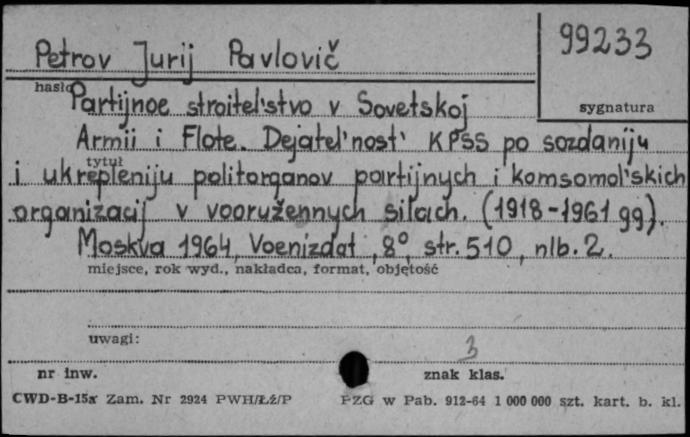 Petrov Jurij Pavlovič
99233
hasło
sygnatura
Partijnoe stroitel'stvo v Sovetskoj
Armii i Flote. Dejatel'nost' KPSS po sozdaniju
tytuł
i ukrepleniju politorganov partijnych i komsomol'skich
organizacij v vooružennych silach. (1918-1961 gg).
Moskva 1964, Voenizdat, 8°, str. 510, nlb. 2.
miejsce, rok wyd., nakładca, format, objętość
uwagi:
3
nr inw.
znak klas.
CWD-B-15a Zam. Nr 2924 PWH/Łź/P PZG w Pab. 912-64 1 000 000 szt. kart. b. kl.